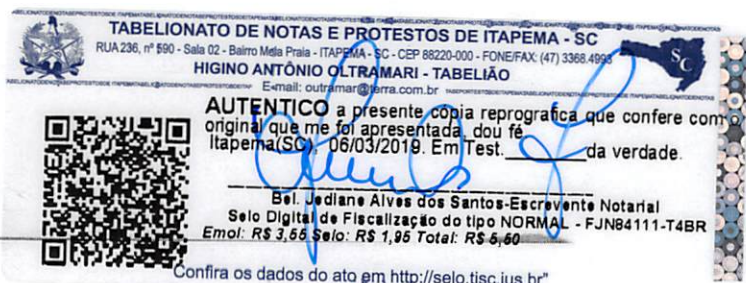 TABELIONATO DE NOTAS E PROTESTOS DE ITAPEMA - SC
RUA 236, nº 590 - Sala 02 - Bairro Meia Praia - ITAPEMA - SC - CEP 88220-000 - FONE/FAX: (47) 3368.4993
HIGINO ANTÔNIO OLTRAMARI - TABELIÃO
E-mail: outramar@terra.com.br
SC
AUTENTICO a presente cópia reprográfica que confere com o
original que me foi apresentada, dou fé.
Itapema(SC), 06/03/2019. Em Test. ________ da verdade.
Bel. Jediane Alves dos Santos-Escrevente Notarial
Selo Digital de Fiscalização do tipo NORMAL - FJN84111-T4BR
Emol: R$ 3,55 Selo: R$ 1,95 Total: R$ 5,50
Confira os dados do ato em http://selo.tjsc.jus.br"